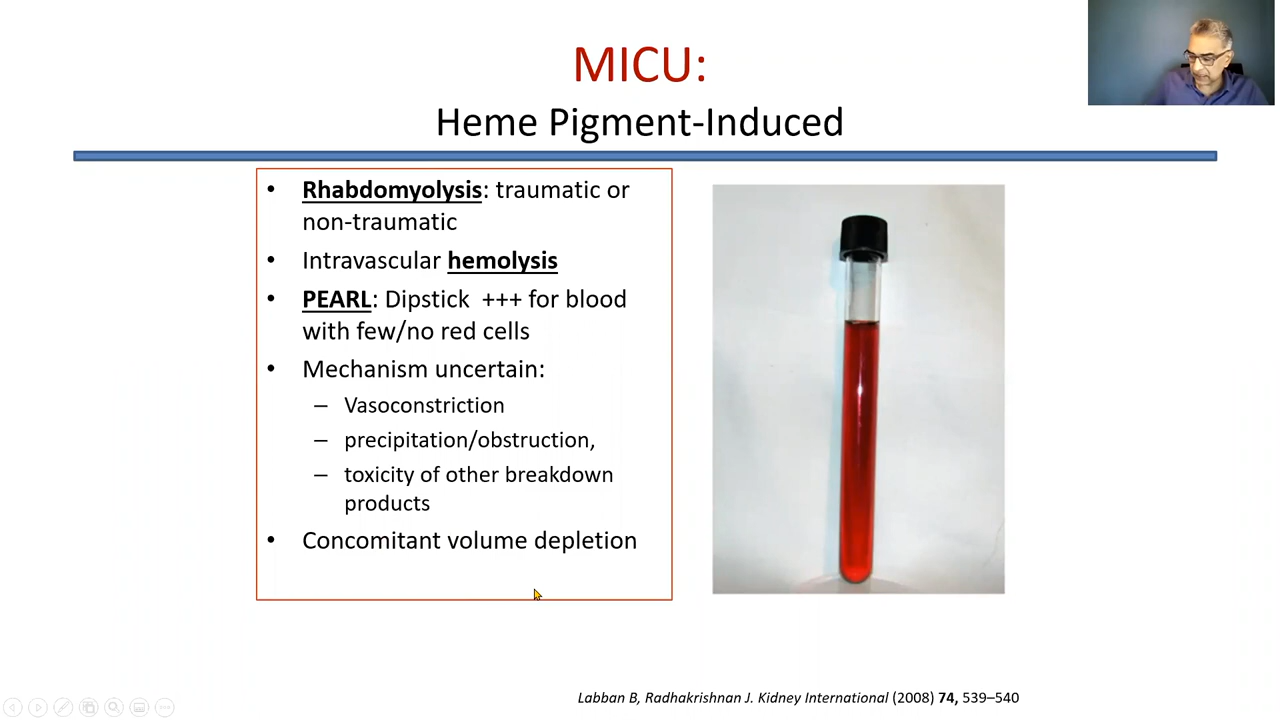 MICU:
Heme Pigment-Induced
• Rhabdomyolysis: traumatic or
non-traumatic
• Intravascular hemolysis
• PEARL: Dipstick +++ for blood
with few/no red cells
• Mechanism uncertain:
– Vasoconstriction
– precipitation/obstruction,
– toxicity of other breakdown
products
• Concomitant volume depletion
Labban B, Radhakrishnan J. Kidney International (2008) 74, 539–540